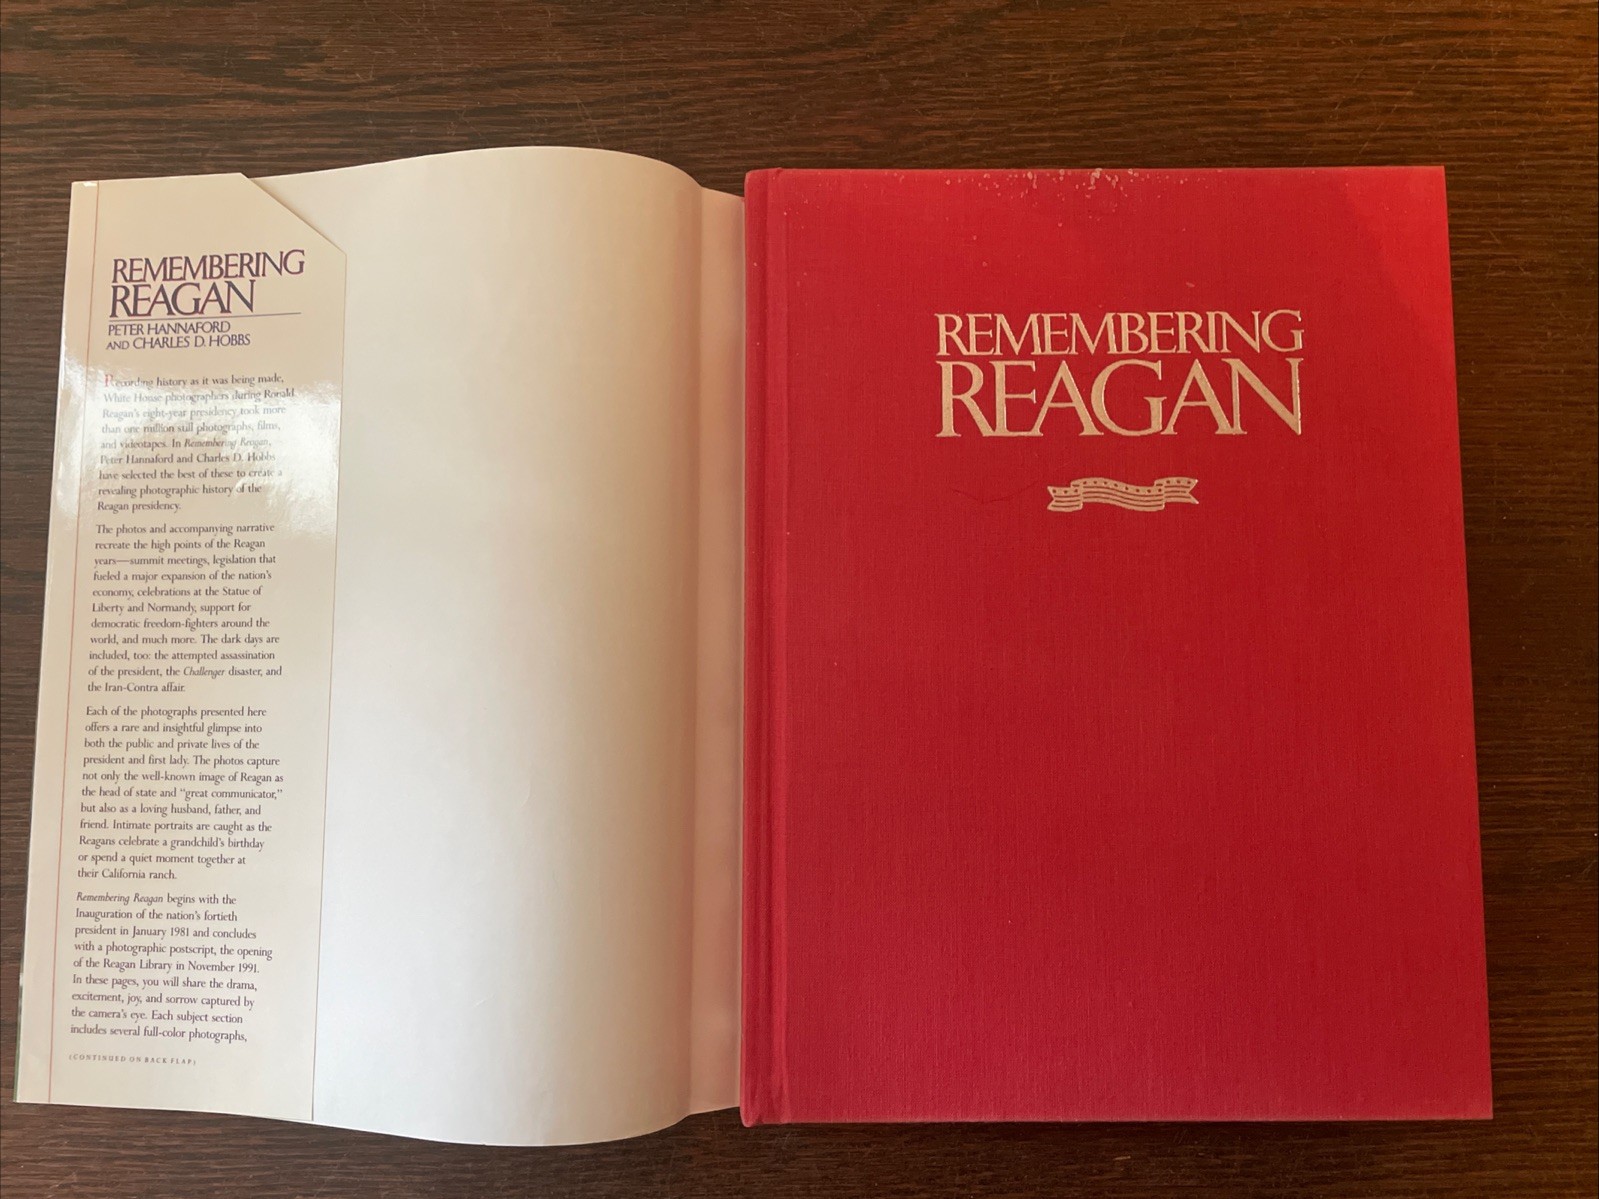 REMEMBERING
REAGAN
PETER HANNAFORD
AND CHARLES D. HOBBS
Recording history as it was being made,
White House photographers during Ronald
Reagan's eight-year presidency took more
than one million still photographs, films,
and videotapes. In Remembering Reagan,
Peter Hannaford and Charles D. Hobbs
have selected the best of these to create a
revealing photographic history of the
Reagan presidency.
The photos and accompanying narrative
recreate the high points of the Reagan
years—summit meetings, legislation that
fueled a major expansion of the nation's
economy, celebrations at the Statue of
Liberty and Normandy, support for
democratic freedom-fighters around the
world, and much more. The dark days are
included, too: the attempted assassination
of the president, the Challenger disaster, and
the Iran-Contra affair.
Each of the photographs presented here
offers a rare and insightful glimpse into
both the public and private lives of the
president and first lady. The photos capture
not only the well-known image of Reagan as
the head of state and "great communicator,"
but also as a loving husband, father, and
friend. Intimate portraits are caught as the
Reagans celebrate a grandchild's birthday
or spend a quiet moment together at
their California ranch.
Remembering Reagan begins with the
Inauguration of the nation's fortieth
president in January 1981 and concludes
with a photographic postscript, the opening
of the Reagan Library in November 1991.
In these pages, you will share the drama,
excitement, joy, and sorrow captured by
the camera's eye. Each subject section
includes several full-color photographs,
(CONTINUED ON BACK FLAP)
REMEMBERING
REAGAN